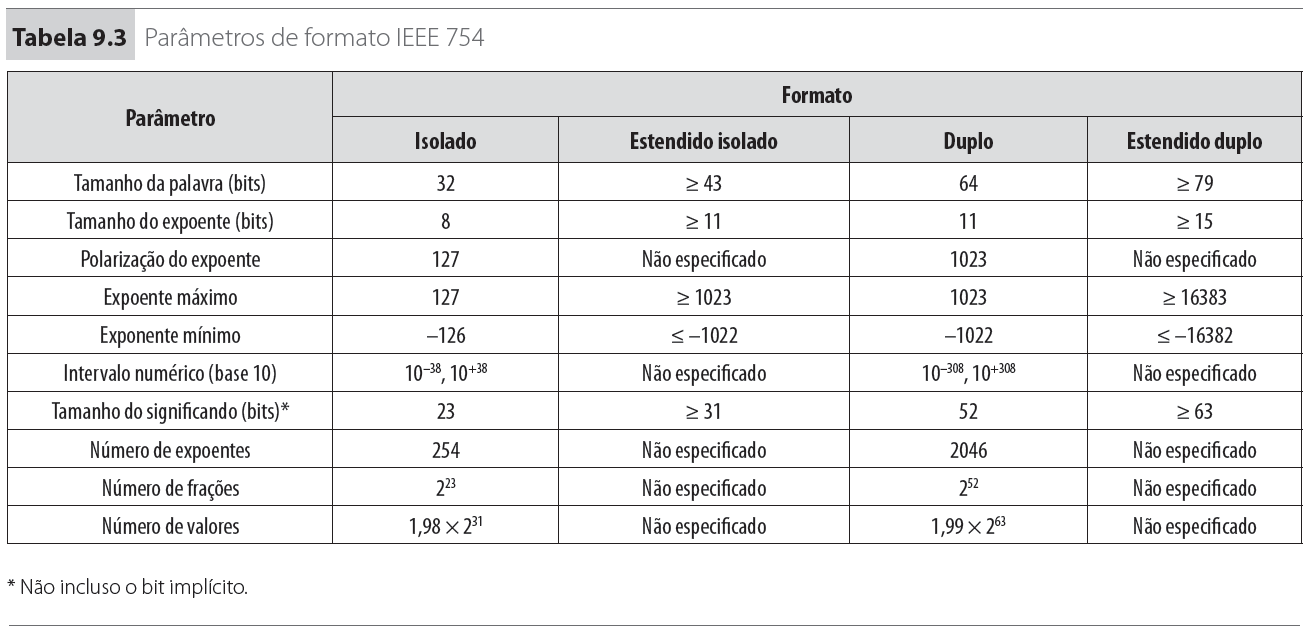 Tabela 9.3 Parâmetros de formato IEEE 754
Formato
Parâmetro
Isolado Estendido isolado Duplo Estendido duplo
Tamanho da palavra (bits) 32 ≥ 43 64 ≥ 79
Tamanho do expoente (bits) 8 ≥ 11 11 ≥ 15
Polarização do expoente 127 Não especificado 1023 Não especificado
Expoente máximo 127 ≥ 1023 1023 ≥ 16383
Exponente mínimo –126 ≤ –1022 –1022 ≤ –16382
Intervalo numérico (base 10) 10⁻³⁸, 10⁺³⁸ Não especificado 10⁻³⁰⁸, 10⁺³⁰⁸ Não especificado
Tamanho do significando (bits)* 23 ≥ 31 52 ≥ 63
Número de expoentes 254 Não especificado 2046 Não especificado
Número de frações 2²³ Não especificado 2⁵² Não especificado
Número de valores 1,98 × 2³¹ Não especificado 1,99 × 2⁶³ Não especificado
* Não incluso o bit implícito.